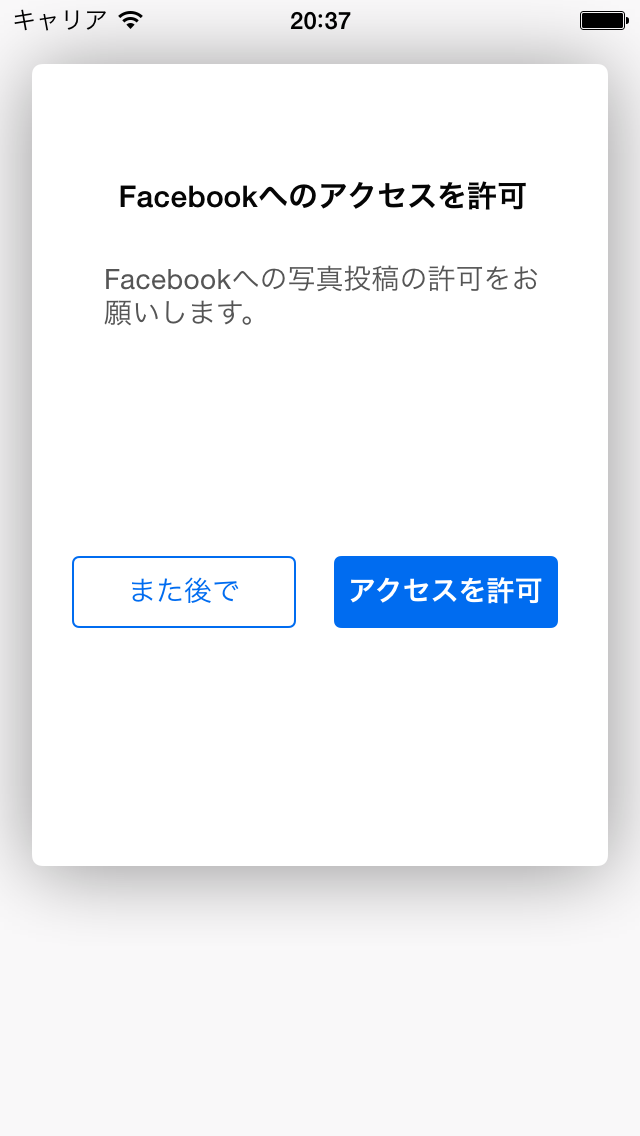 キャリア 20:37
Facebookへのアクセスを許可
Facebookへの写真投稿の許可をお
願いします。
また後で アクセスを許可